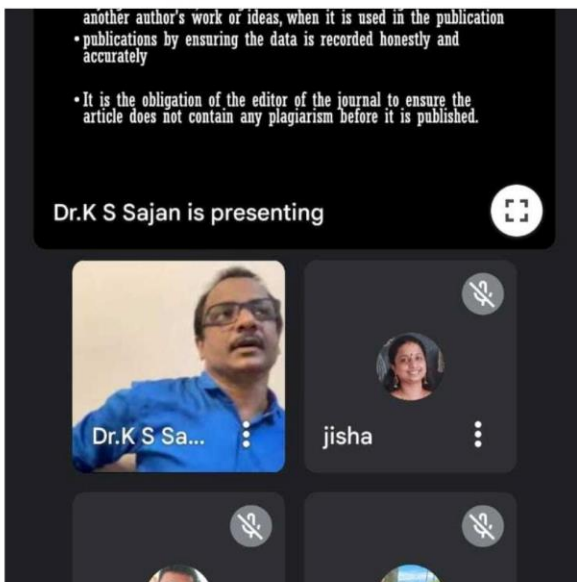 another author's work or ideas, when it is used in the publication
• publications by ensuring the data is recorded honestly and
accurately
• It is the obligation of the editor of the journal to ensure the
article does not contain any plagiarism before it is published.
Dr.K S Sajan is presenting
Dr.K S Sa...
jisha